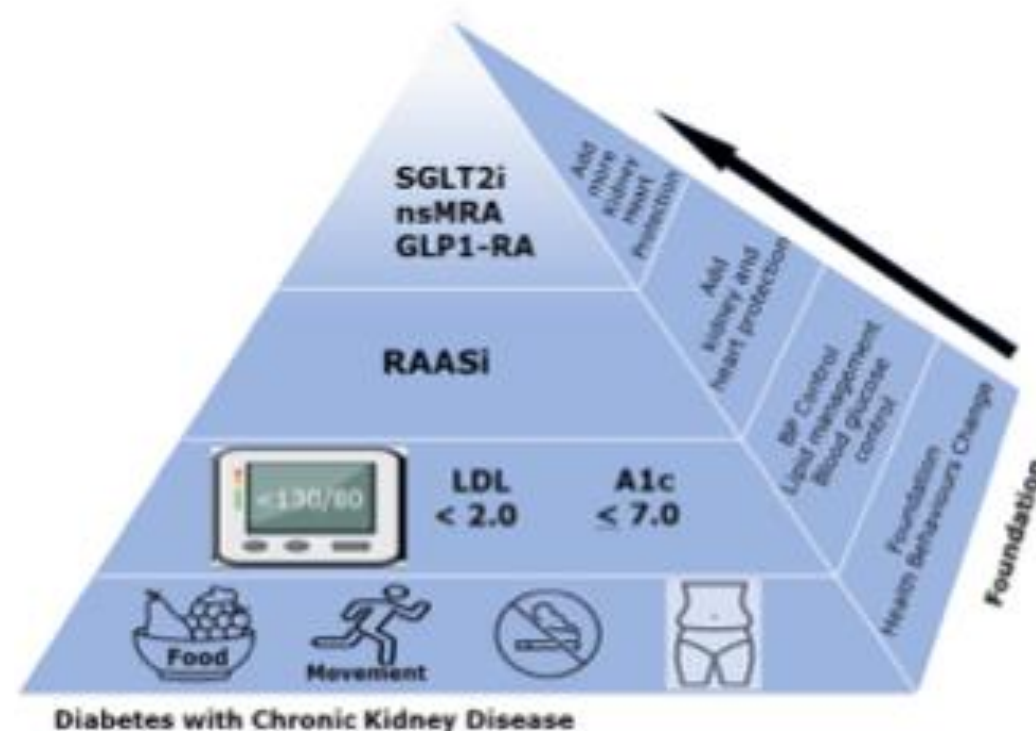 SGLT2i
nsMRA
GLP1-RA
RAASi
<130/80
LDL
< 2.0
A1c
≤ 7.0
Food
Movement
Diabetes with Chronic Kidney Disease
Add
more
Kidney
Heart
Protection
Add
kidney and
heart protection
BP Control
Lipid management
Blood glucose
control
Foundation
Health Behaviours Change
Foundation